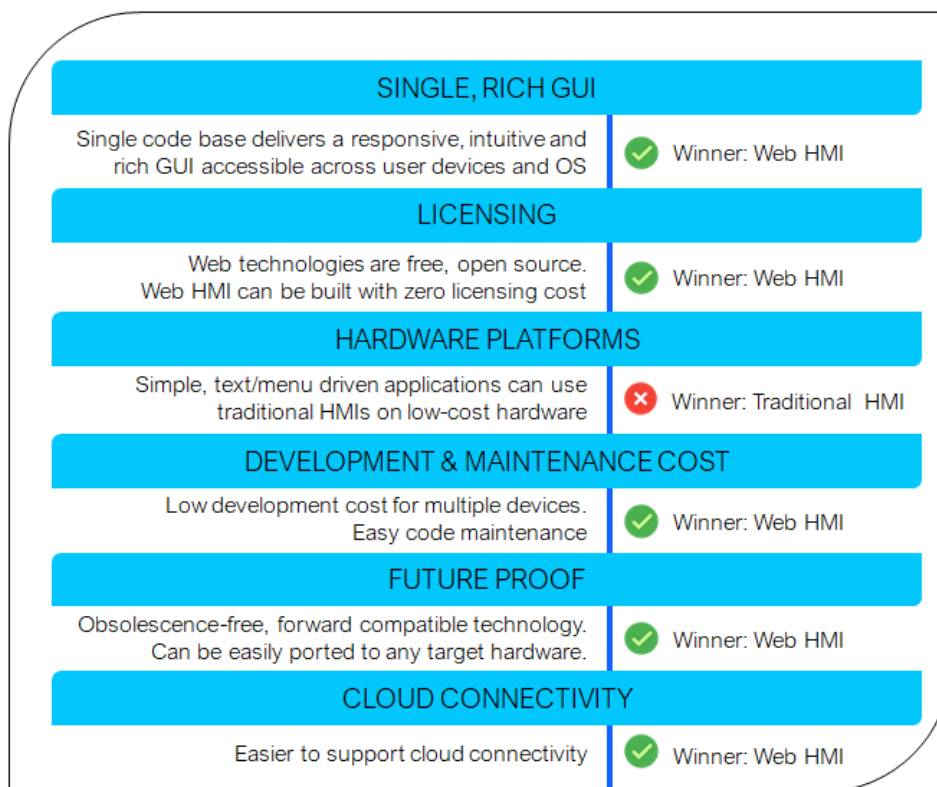 SINGLE, RICH GUI
Single code base delivers a responsive, intuitive and
rich GUI accessible across user devices and OS
Winner: Web HMI
LICENSING
Web technologies are free, open source.
Web HMI can be built with zero licensing cost
Winner: Web HMI
HARDWARE PLATFORMS
Simple, text/menu driven applications can use
traditional HMIs on low-cost hardware
Winner: Traditional HMI
DEVELOPMENT & MAINTENANCE COST
Low development cost for multiple devices.
Easy code maintenance
Winner: Web HMI
FUTURE PROOF
Obsolescence-free, forward compatible technology.
Can be easily ported to any target hardware.
Winner: Web HMI
CLOUD CONNECTIVITY
Easier to support cloud connectivity
Winner: Web HMI